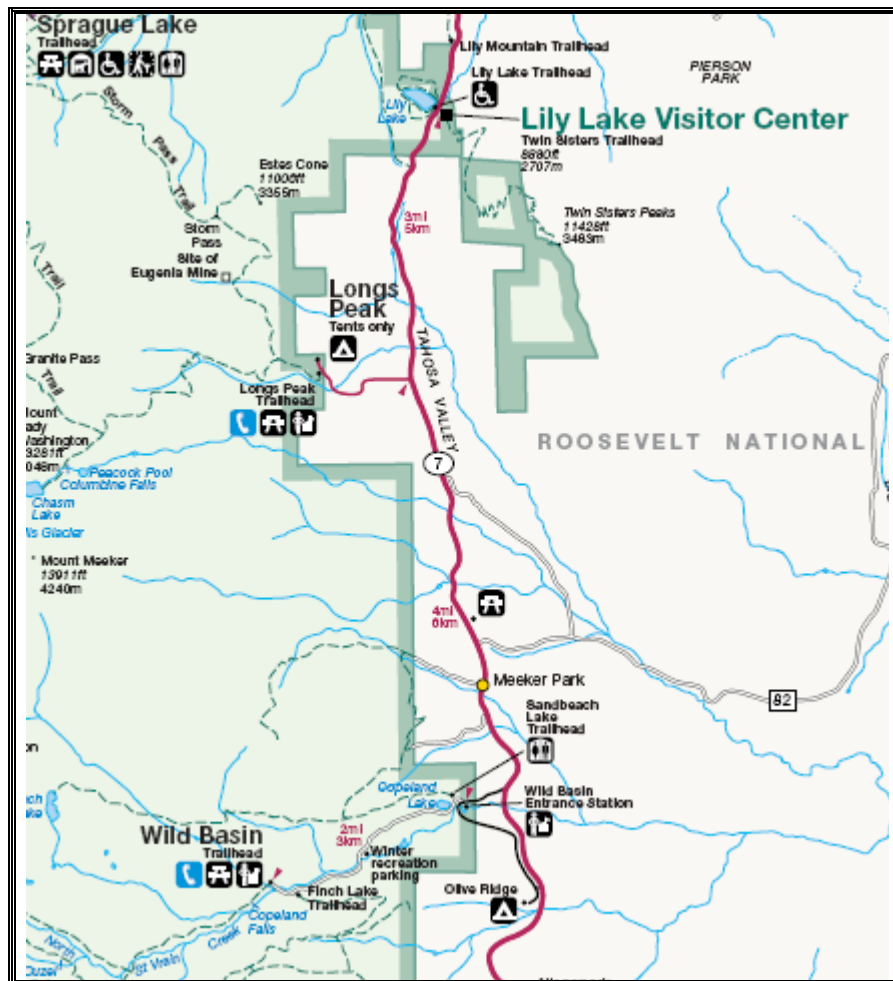 Sprague Lake
Trailhead
Lily Mountain Trailhead
Lily Lake Trailhead
PIERSON
PARK
Lily
Lake
Lily Lake Visitor Center
Twin Sisters Trailhead
8880ft
2707m
Storm
Pass
Trail
Estes Cone
11006ft
3355m
Twin Sisters Peaks
11428ft
3483m
3mi
5km
Storm
Pass
Site of
Eugenia Mine
Trail
Longs
Peak
Tents only
TAHOSA VALLEY
Granite Pass
Trail
Longs Peak
Trailhead
ROOSEVELT NATIONAL
7
Peacock Pool
Columbine Falls
Chasm
Lake
Mount Meeker
13911ft
4240m
4mi
6km
Meeker Park
82
Sandbeach
Lake
Trailhead
Copeland
Lake
Wild Basin
Entrance Station
Wild Basin
Trailhead
2mi
3km
Winter
recreation
parking
Finch Lake
Trailhead
Olive Ridge
Copeland
Falls
North
St Vrain
Creek